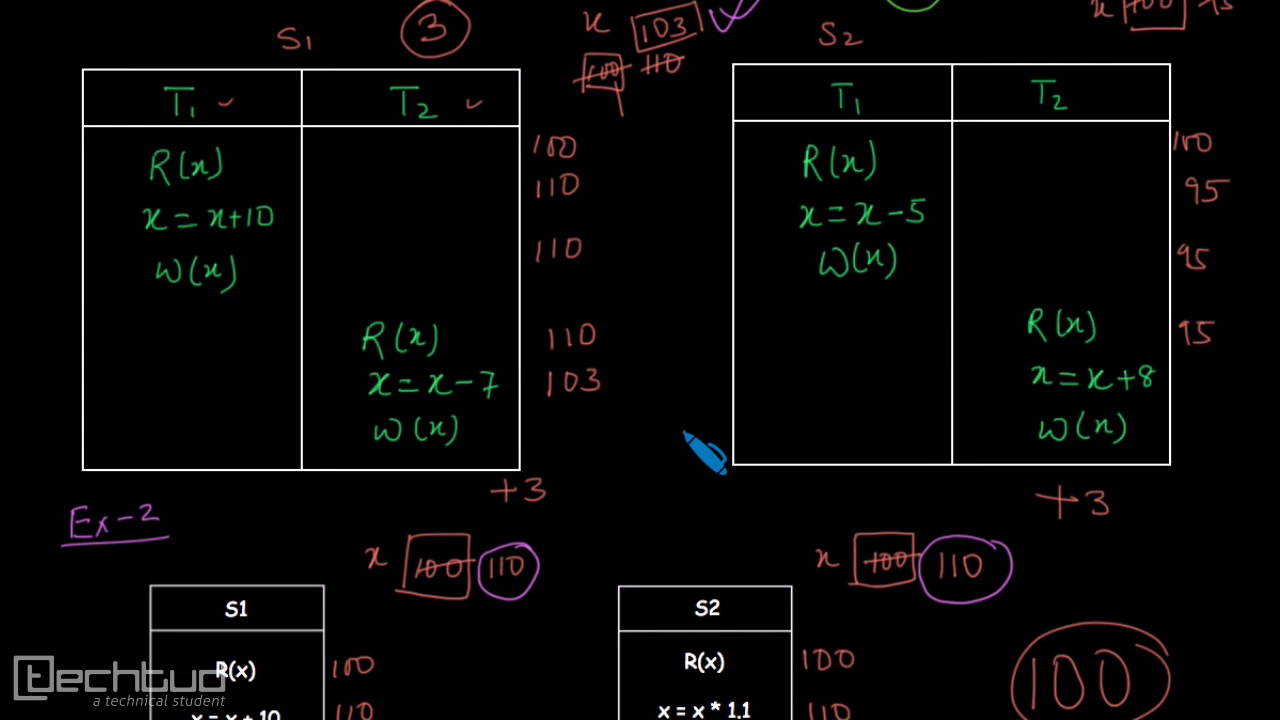 S1 3 x 103 S2
100 110
T1 T2
100
R(x) 110
x = x+10
W(x) 110
R(x) 110
x = x-7 103
W(x)
+3
T1 T2
R(x) 100
x = x-5 95
W(x) 95
R(x) 95
x = x+8
W(x)
+3
Ex-2
x 100 110
x 100 110
S1
R(x) 100
x = x + 10 110
S2
R(x) 100
x = x * 1.1 110
100
techtud
a technical student